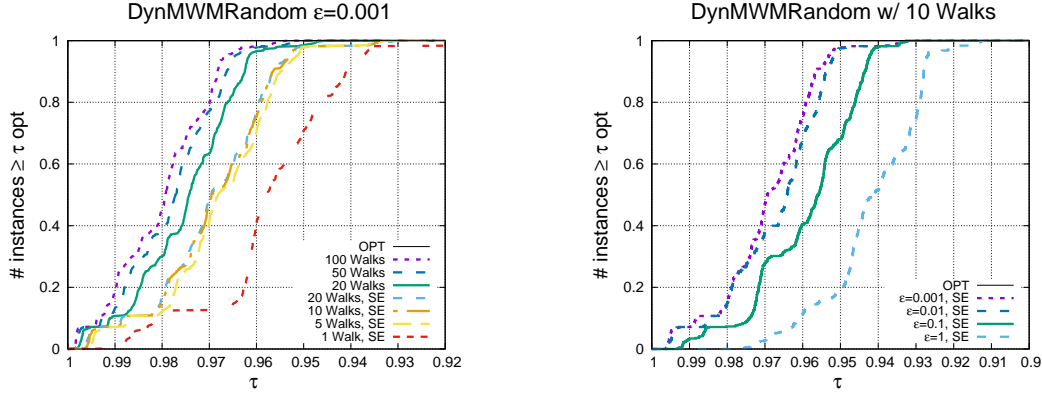 DynMWMRandom ε=0.001
# instances ≥ τ opt
1
0.8
0.6
0.4
0.2
0
OPT
100 Walks
50 Walks
20 Walks
20 Walks, SE
10 Walks, SE
5 Walks, SE
1 Walk, SE
1 0.99 0.98 0.97 0.96 0.95 0.94 0.93 0.92
τ
DynMWMRandom w/ 10 Walks
# instances ≥ τ opt
1
0.8
0.6
0.4
0.2
0
OPT
ε=0.001, SE
ε=0.01, SE
ε=0.1, SE
ε=1, SE
1 0.99 0.98 0.97 0.96 0.95 0.94 0.93 0.92 0.91 0.9
τ